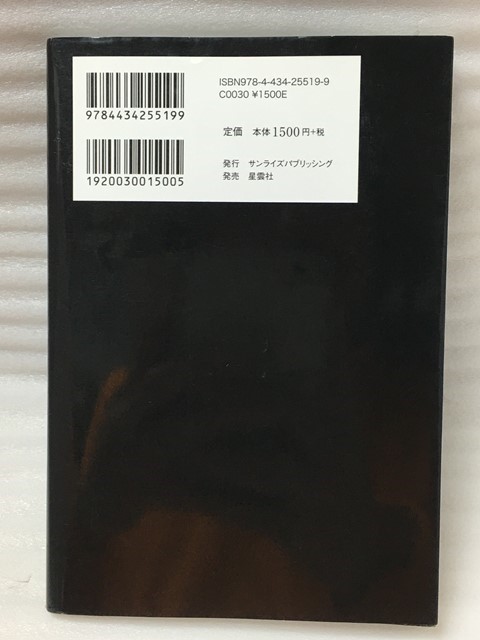 ISBN978-4-434-25519-9
C0030 ¥1500E
9784434255199
定価 本体1500円+税
1920030015005
発行 サンライズパブリッシング
発売 星雲社